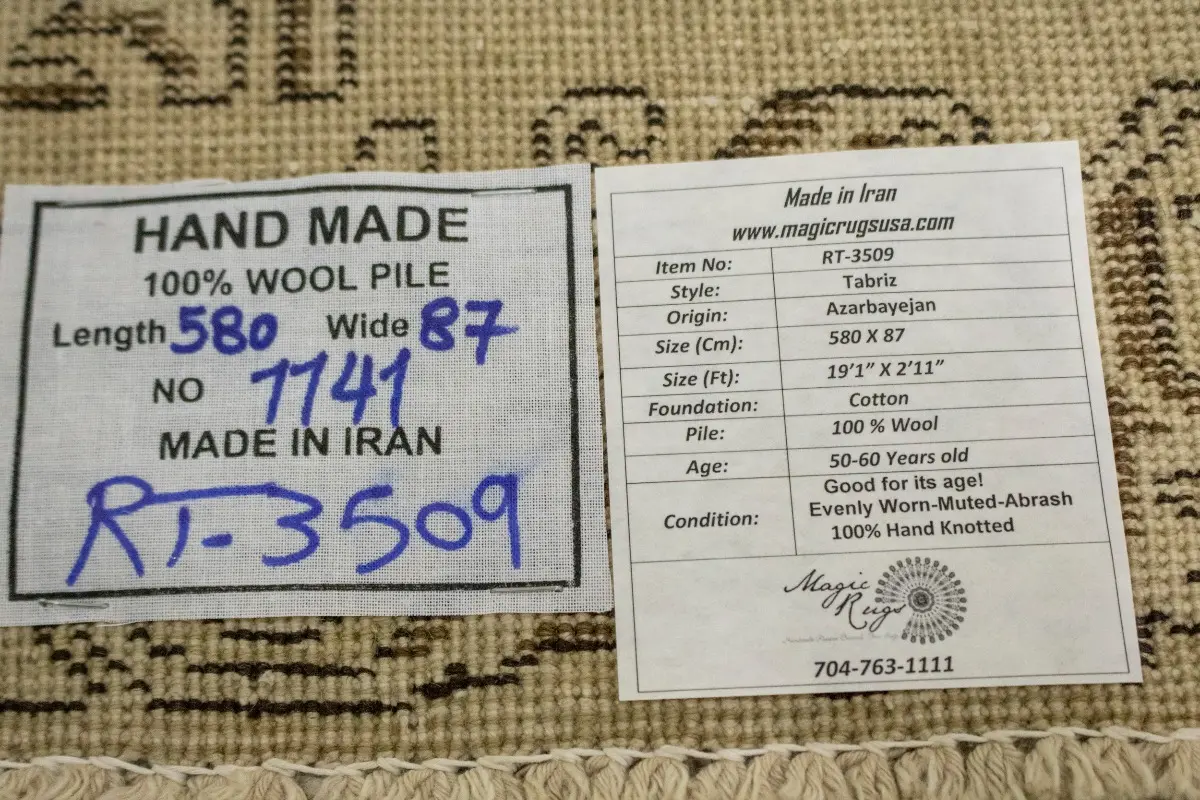 HAND MADE
100% WOOL PILE
Length 580 Wide 87
NO 7741
MADE IN IRAN
RT-3509
Made in Iran
www.magicrugsusa.com
Item No: RT-3509
Style: Tabriz
Origin: Azarbayejan
Size (Cm): 580 X 87
Size (Ft): 19'1” X 2'11”
Foundation: Cotton
Pile: 100 % Wool
Age: 50-60 Years old
Condition: Good for its age!
Evenly Worn-Muted-Abrash
100% Hand Knotted
Magic
Rugs
704-763-1111